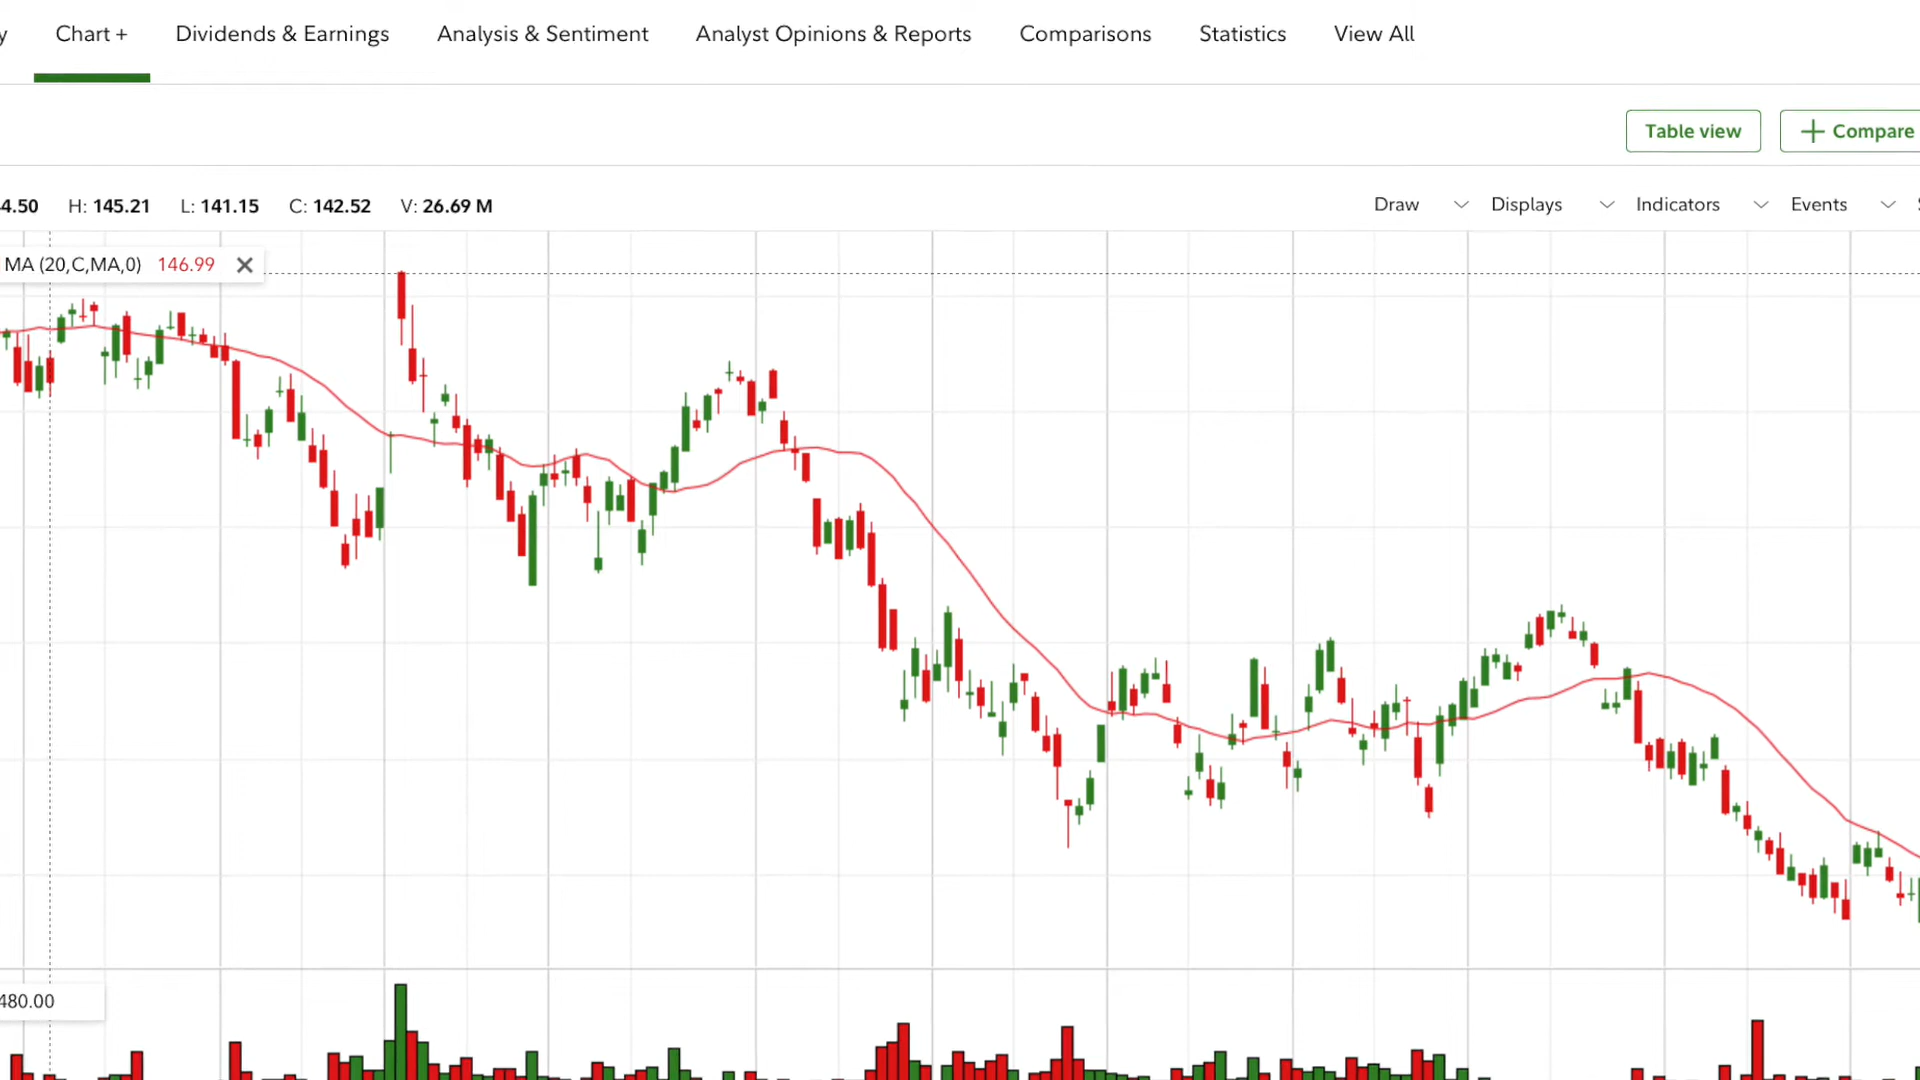 y Chart + Dividends & Earnings Analysis & Sentiment Analyst Opinions & Reports Comparisons Statistics View All
Table view + Compare
4.50 H: 145.21 L: 141.15 C: 142.52 V: 26.69 M Draw Displays Indicators Events
MA (20,C,MA,0) 146.99 ×
480.00